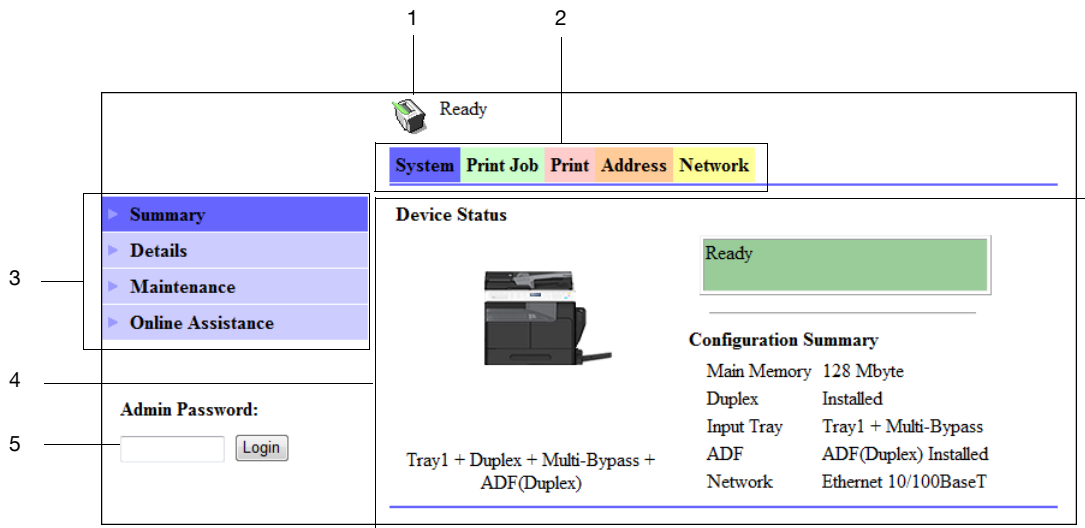 1
2
Ready
System Print Job Print Address Network
3
Summary
Details
Maintenance
Online Assistance
Device Status
Ready
Configuration Summary
Main Memory 128 Mbyte
Duplex Installed
Input Tray Tray1 + Multi-Bypass
ADF ADF(Duplex) Installed
Network Ethernet 10/100BaseT
Tray1 + Duplex + Multi-Bypass +
ADF(Duplex)
4
Admin Password:
5
Login